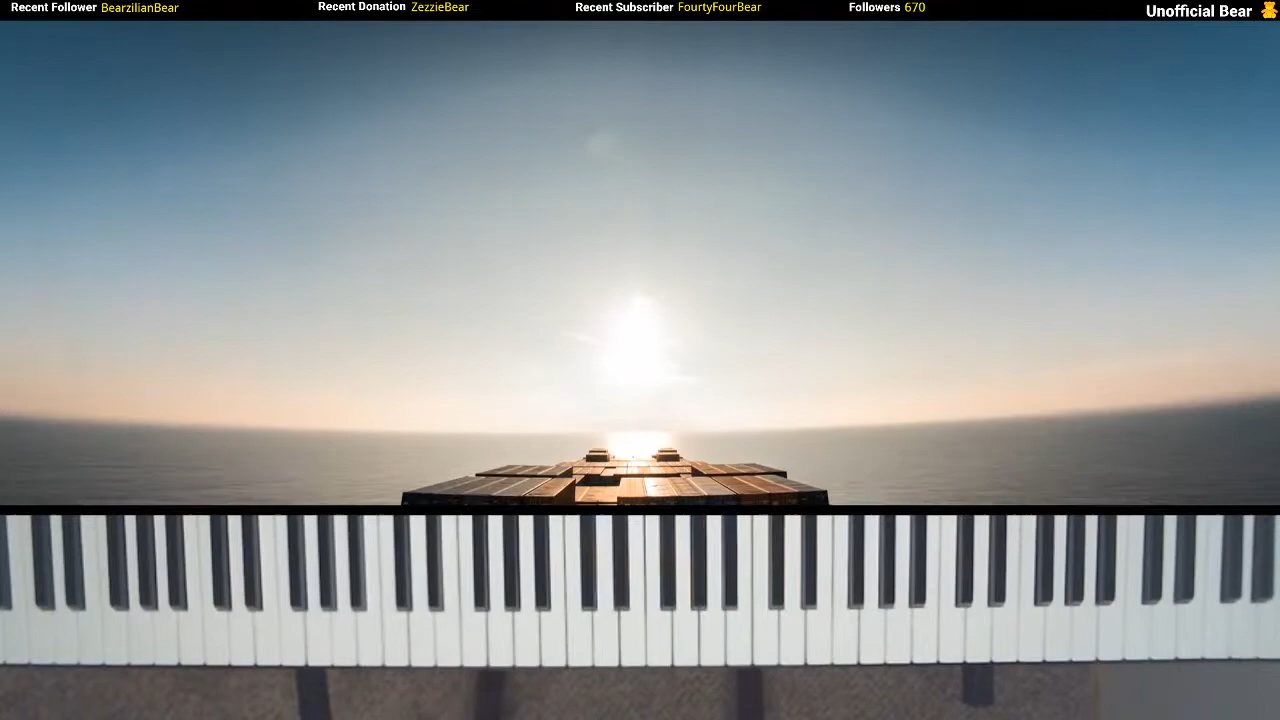 Recent Follower BearzilianBear
Recent Donation ZezzieBear
Recent Subscriber FourtyFourBear
Followers 670
Unofficial Bear